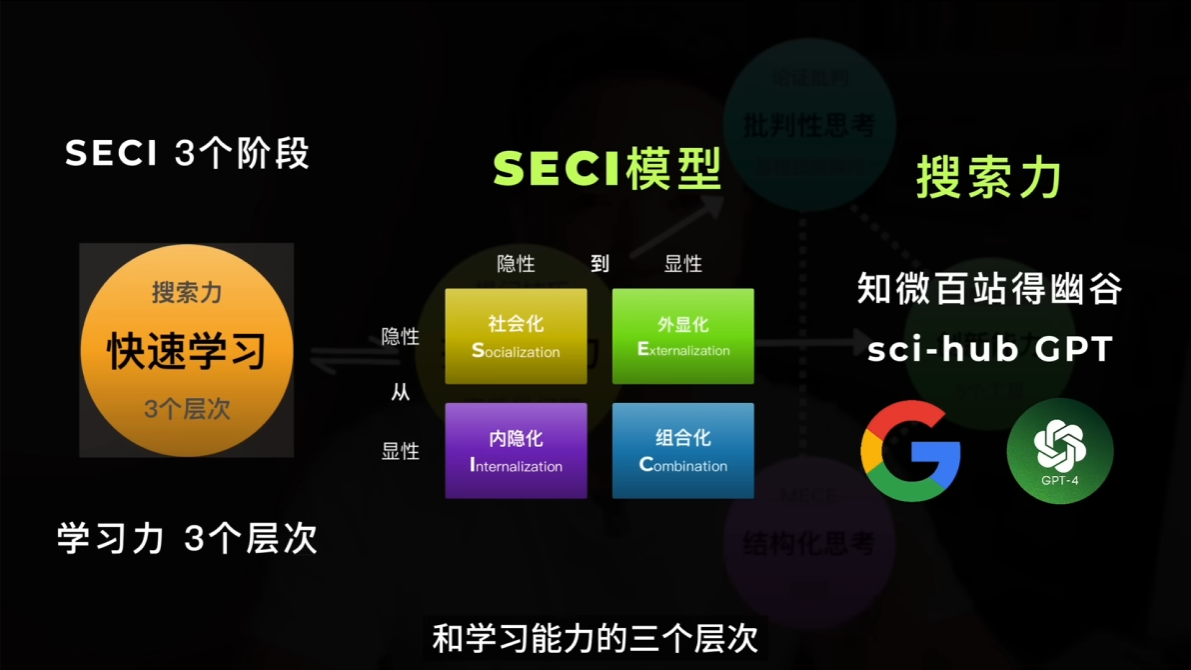 SECI 3个阶段
搜索力
快速学习
3个层次
学习力 3个层次
SECI模型
隐性 到 显性
隐性
从
显性
社会化
Socialization
外显化
Externalization
内隐化
Internalization
组合化
Combination
批判性思考
结构化思考
搜索力
知微百站得幽谷
sci-hub GPT
GPT-4
和学习能力的三个层次